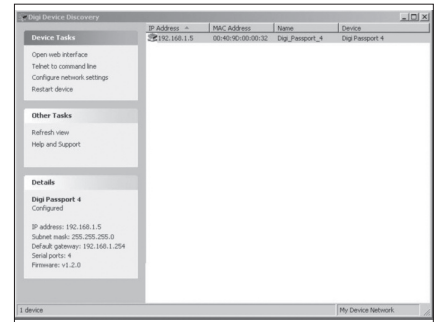 Digi Device Discovery
Device Tasks
Open web interface
Telnet to command line
Configure network settings
Restart device
Other Tasks
Refresh view
Help and Support
Details
Digi Passport 4
Configured
IP address: 192.168.1.5
Subnet mask: 255.255.255.0
Default gateway: 192.168.1.254
Serial ports: 4
Firmware: v1.2.0
IP Address MAC Address Name Device
192.168.1.5 00:40:9D:00:00:32 Digi_Passport_4 Digi Passport 4
1 device My Device Network